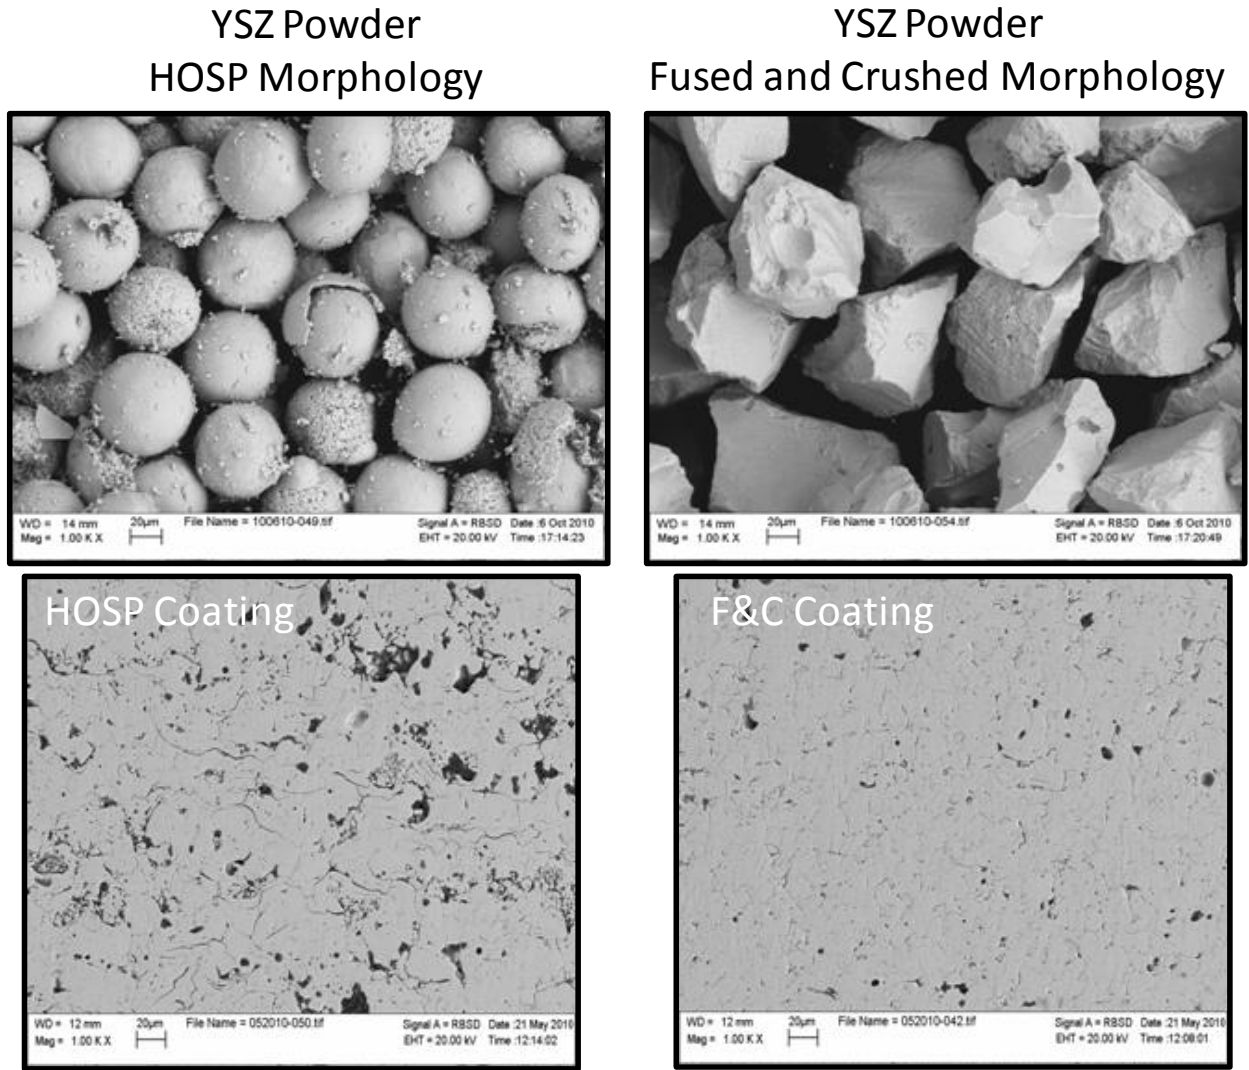 YSZ Powder
HOSP Morphology
YSZ Powder
Fused and Crushed Morphology
WD = 14 mm 20µm File Name = 100610-049.tif Signal A = RBSD Date :6 Oct 2010
Mag = 1.00 K X EHT = 20.00 kV Time :17:14:23
WD = 14 mm 20µm File Name = 100610-054.tif Signal A = RBSD Date :6 Oct 2010
Mag = 1.00 K X EHT = 20.00 kV Time :17:20:49
HOSP Coating
WD = 12 mm 20µm File Name = 052010-050.tif Signal A = RBSD Date :21 May 2010
Mag = 1.00 K X EHT = 20.00 kV Time :12:14:02
F&C Coating
WD = 12 mm 20µm File Name = 052010-042.tif Signal A = RBSD Date :21 May 2010
Mag = 1.00 K X EHT = 20.00 kV Time :12:08:01